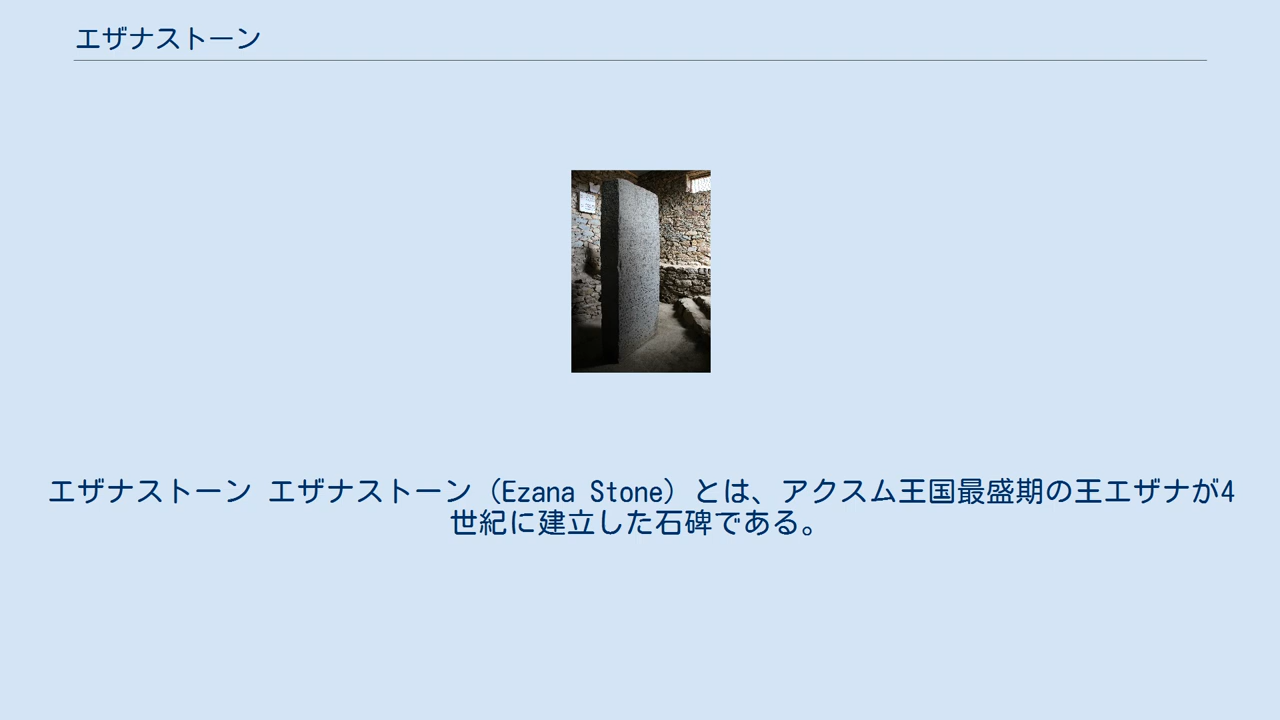 エザナストーン
エザナストーン エザナストーン（Ezana Stone）とは、アクスム王国最盛期の王エザナが4
世紀に建立した石碑である。